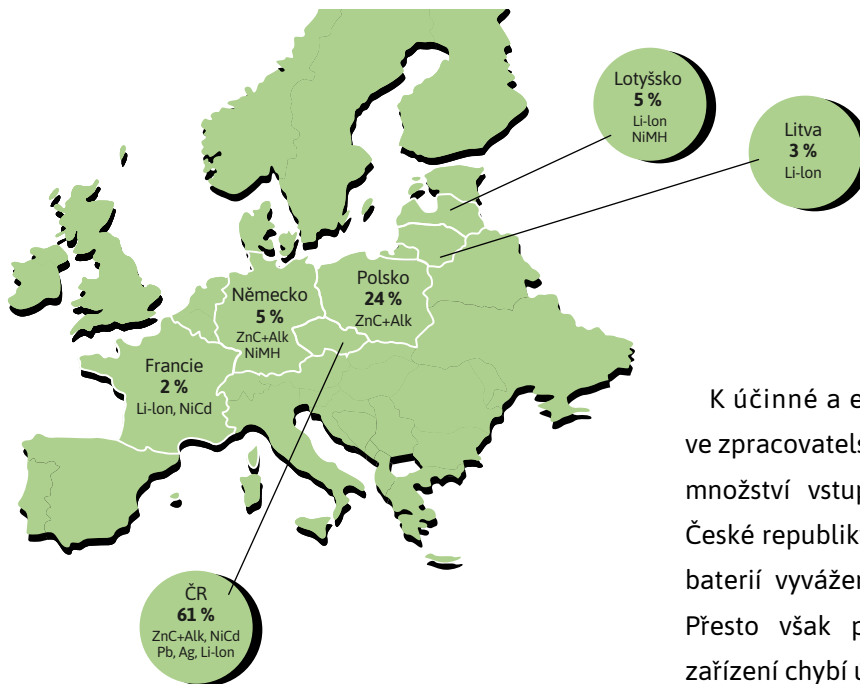 Lotyšsko
5 %
Li-Ion
NiMH
Litva
3 %
Li-Ion
Polsko
24 %
ZnC+Alk
Německo
5 %
ZnC+Alk
NiMH
Francie
2 %
Li-Ion, NiCd
ČR
61 %
ZnC+Alk, NiCd
Pb, Ag, Li-Ion
K účinné a e
ve zpracovatels
množství vstup
České republik
baterií vyvážen
Přesto však p
zařízení chybí u